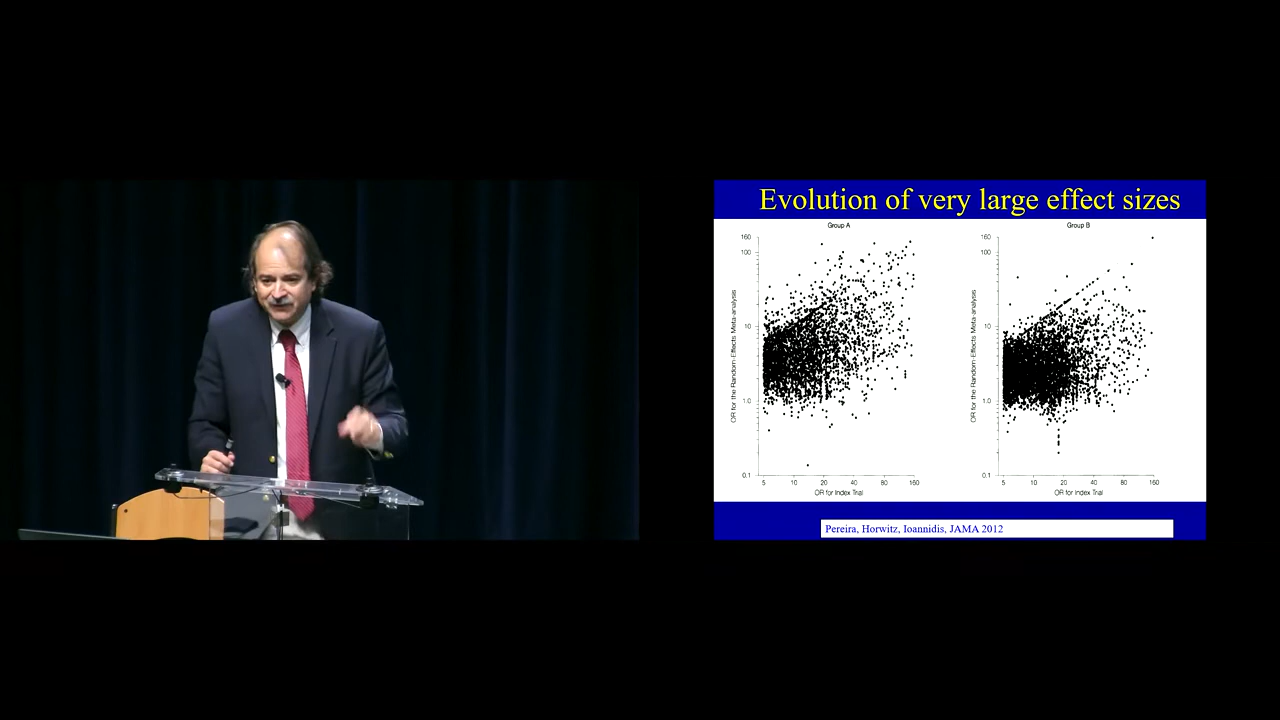 Evolution of very large effect sizes
Group A
160
100
10
1.0
0.1
OR for the Random-Effects Meta-analysis
5 10 20 40 80 160
OR for Index Trial
Group B
160
100
10
1.0
0.1
OR for the Random-Effects Meta-analysis
5 10 20 40 80 160
OR for Index Trial
Pereira, Horwitz, Ioannidis, JAMA 2012